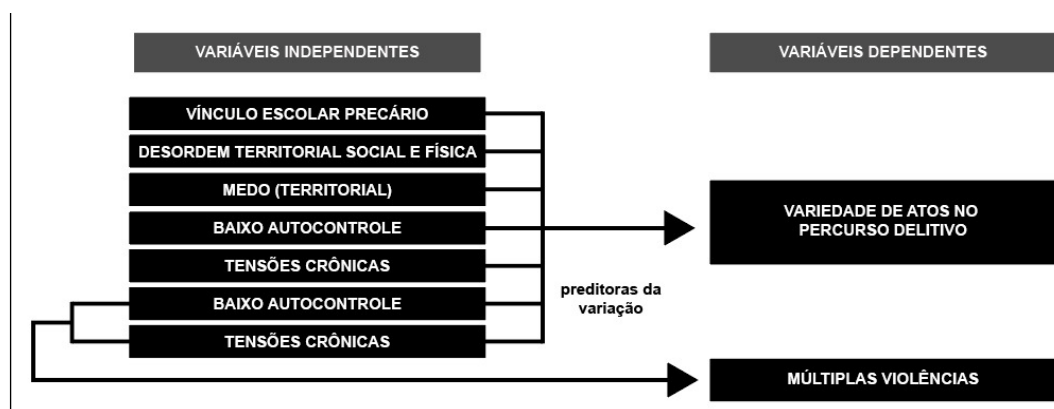 VARIÁVEIS INDEPENDENTES
VARIÁVEIS DEPENDENTES
VÍNCULO ESCOLAR PRECÁRIO
DESORDEM TERRITORIAL SOCIAL E FÍSICA
MEDO (TERRITORIAL)
BAIXO AUTOCONTROLE
TENSÕES CRÔNICAS
BAIXO AUTOCONTROLE
TENSÕES CRÔNICAS
preditoras da
variação
VARIEDADE DE ATOS NO
PERCURSO DELITIVO
MÚLTIPLAS VIOLÊNCIAS